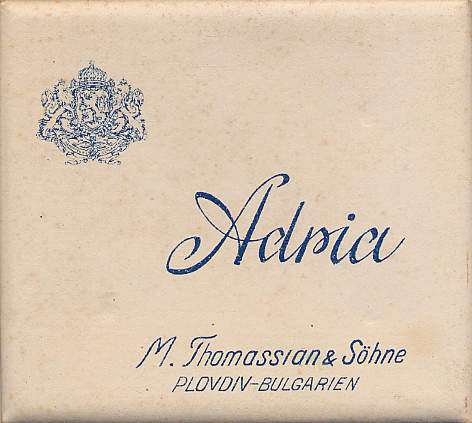 Adria
M. Thomassian & Söhne
PLOVDIV-BULGARIEN